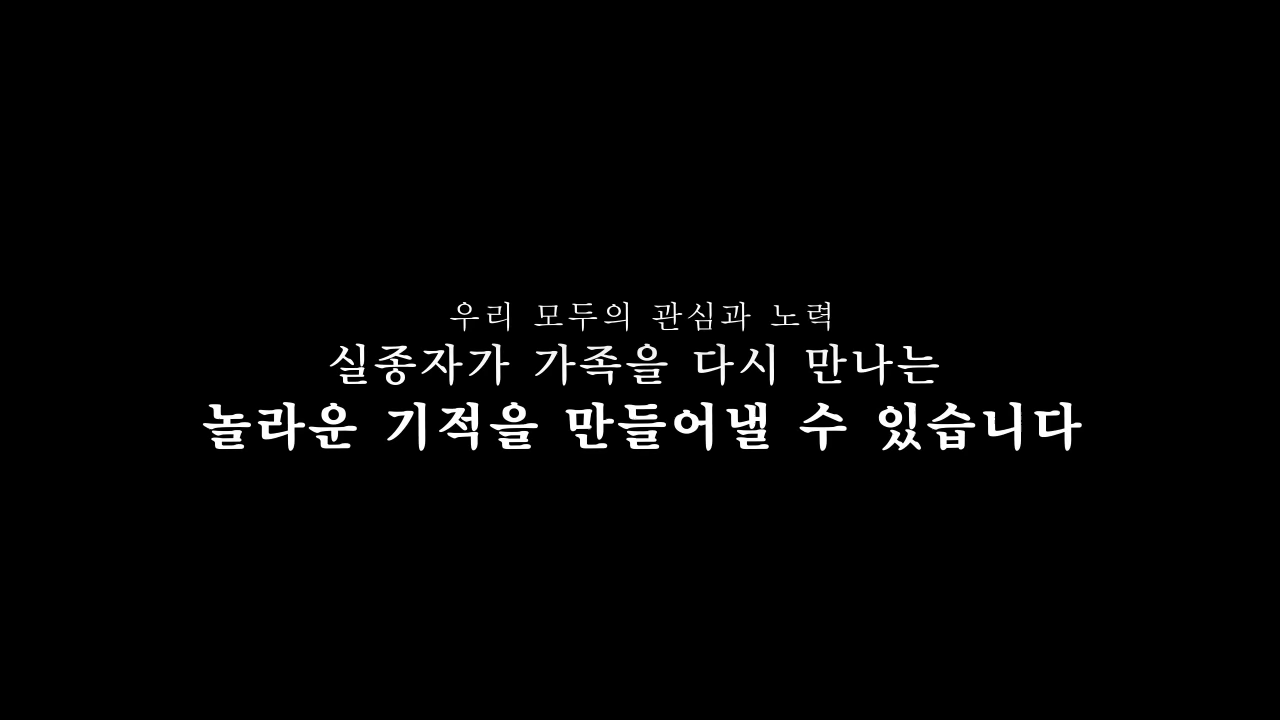 우리 모두의 관심과 노력
실종자가 가족을 다시 만나는
놀라운 기적을 만들어낼 수 있습니다